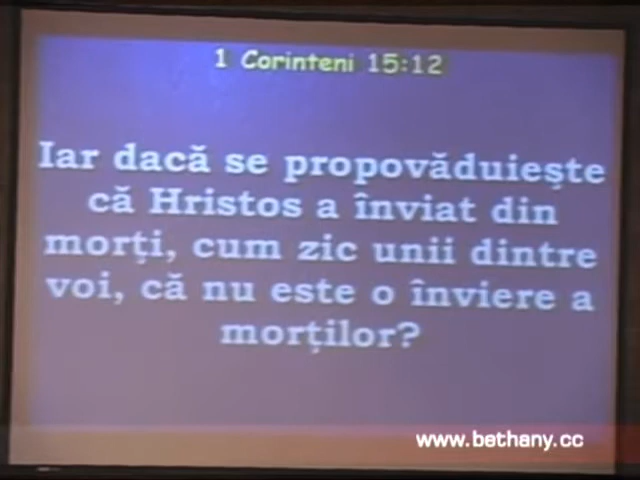 1 Corinteni 15:12
Iar dacă se propovăduiește
că Hristos a înviat din
morți, cum zic unii dintre
voi, că nu este o înviere a
morților?
www.bethany.cc